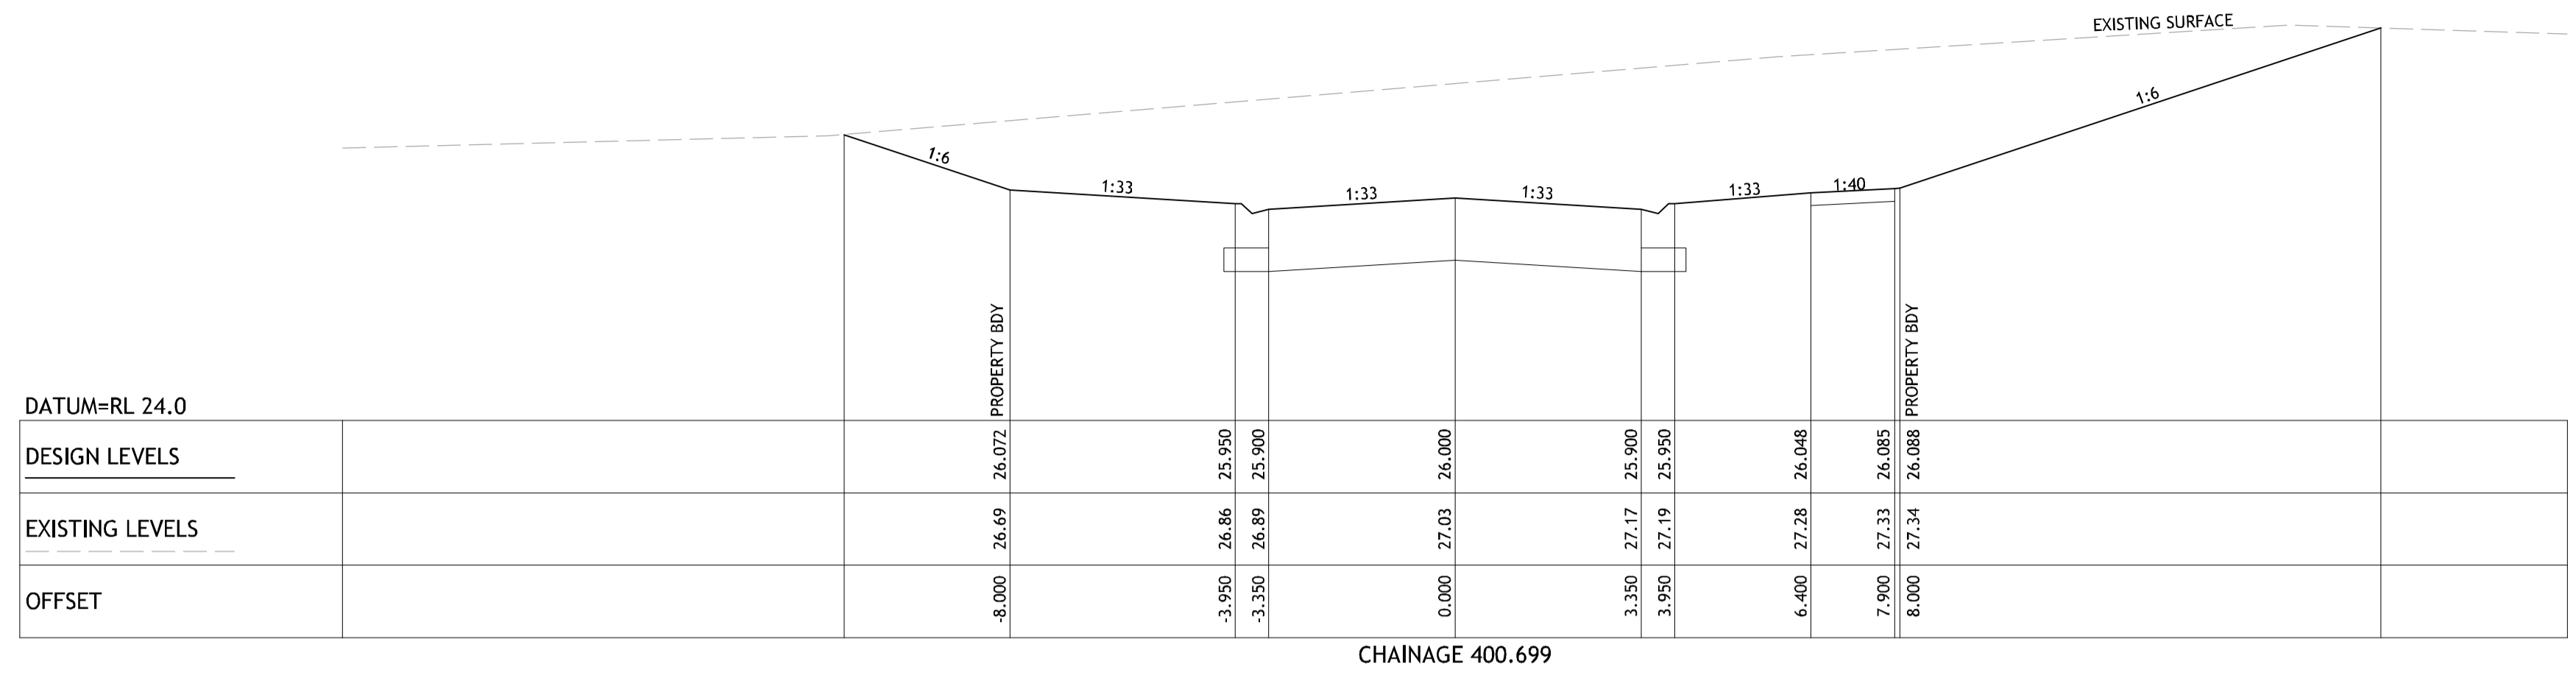 EXISTING SURFACE
1:6
1:6
1:33
1:33
1:33
1:33
1:40
PROPERTY BDY
PROPERTY BDY
DATUM=RL 24.0
DESIGN LEVELS 26.072 25.950 25.900 26.000 25.900 25.950 26.048 26.085 26.088
EXISTING LEVELS 26.69 26.86 26.89 27.03 27.17 27.19 27.28 27.33 27.34
OFFSET -8.000 -3.950 -3.350 0.000 3.350 3.950 6.400 7.900 8.000
CHAINAGE 400.699